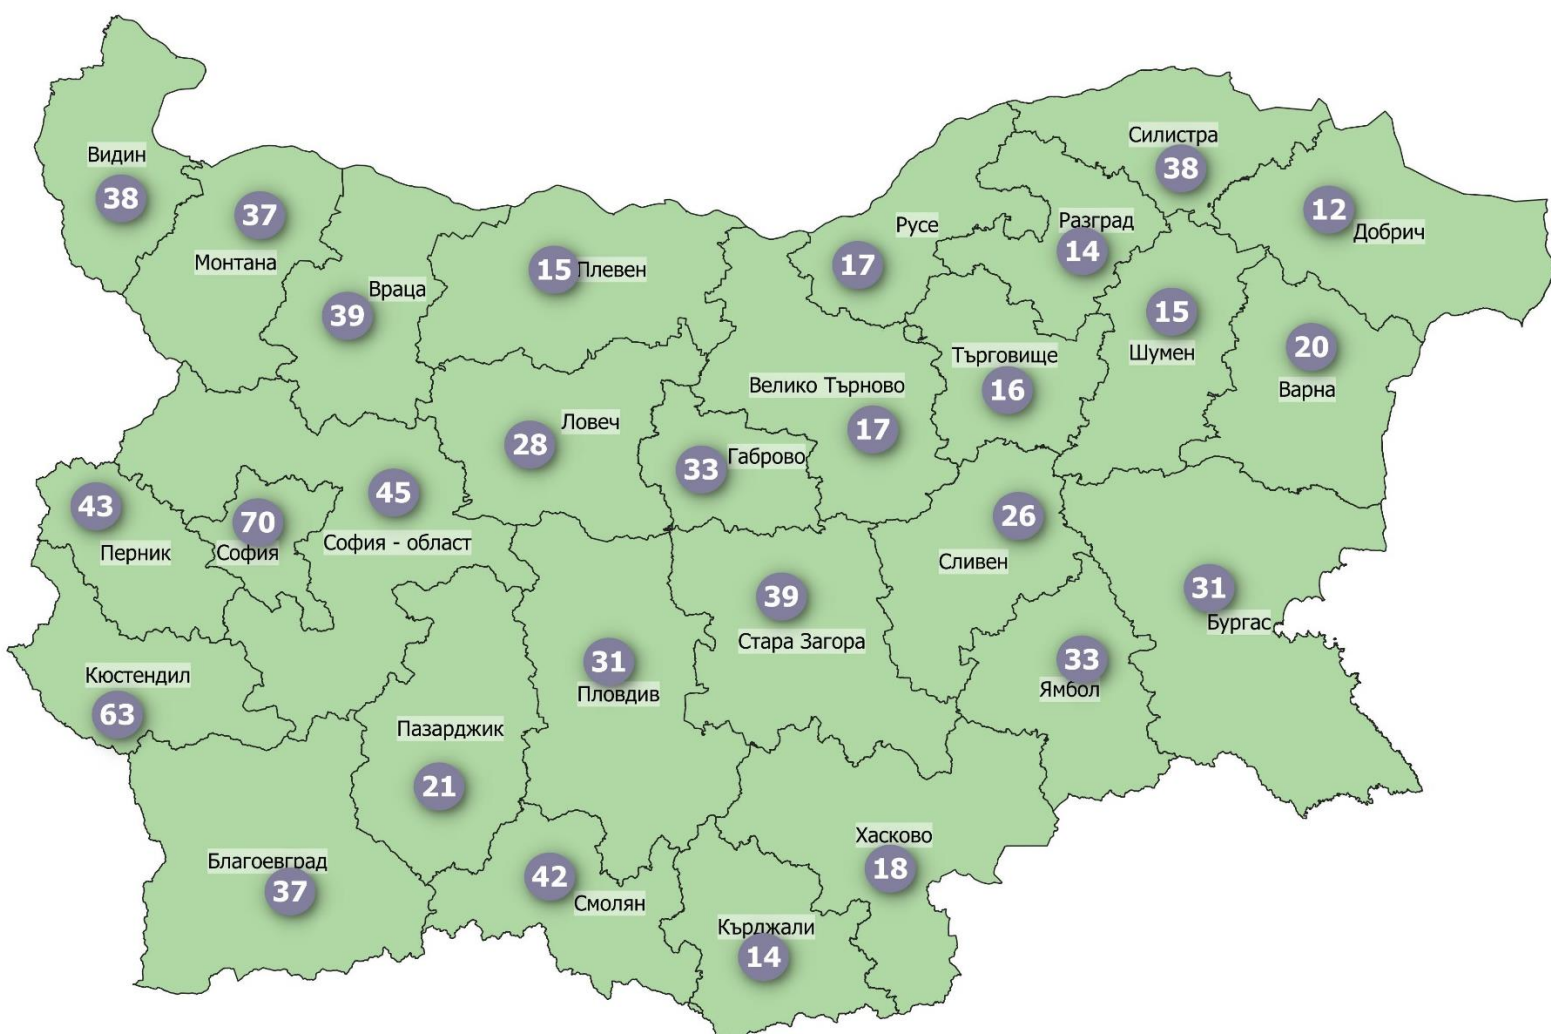 Видин
38
37
Монтана
Враца
39
15
Плевен
Русе
17
Разград
14
Силистра
38
12
Добрич
15
Шумен
20
Варна
Търговище
16
Велико Търново
17
Ловеч
28
Габрово
33
43
Перник
70
София
45
София - област
26
Сливен
39
Стара Загора
31
Бургас
33
Ямбол
31
Пловдив
Кюстендил
63
Пазарджик
21
Благоевград
37
42
Смолян
Хасково
18
Кърджали
14